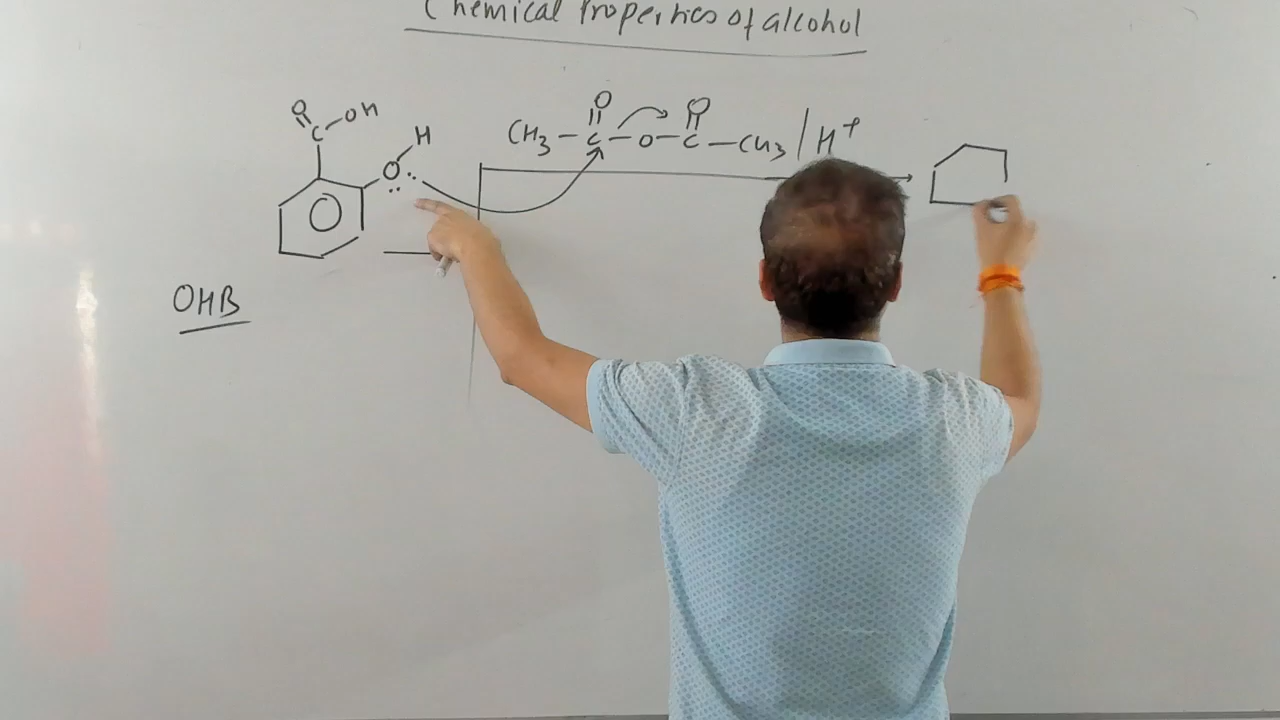 Chemical Properties of alcohol
O O O
C - OH H CH3 - C - O - C - CH3 / H+
O
OHB